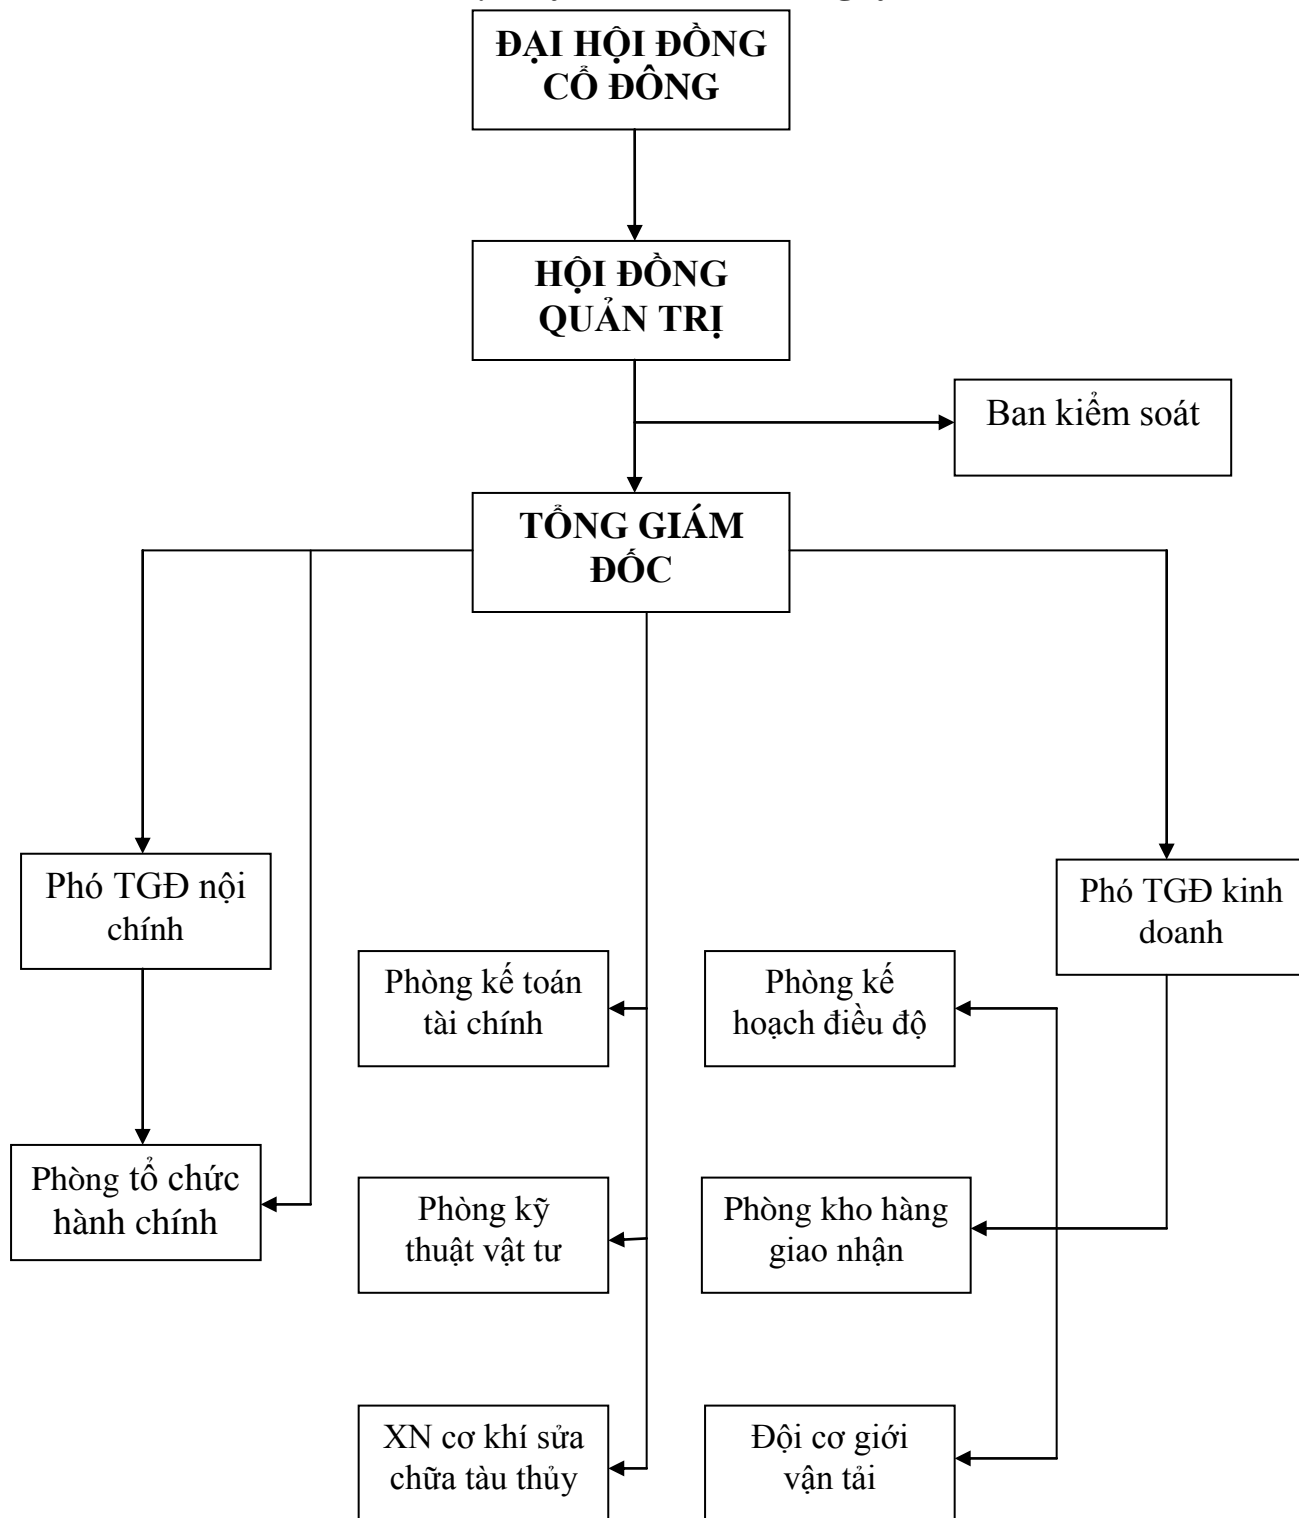 ĐẠI HỘI ĐỒNG
CỔ ĐÔNG
HỘI ĐỒNG
QUẢN TRỊ
Ban kiểm soát
TỔNG GIÁM
ĐỐC
Phó TGĐ nội
chính
Phó TGĐ kinh
doanh
Phòng kế toán
tài chính
Phòng kế
hoạch điều độ
Phòng tổ chức
hành chính
Phòng kỹ
thuật vật tư
Phòng kho hàng
giao nhận
XN cơ khí sửa
chữa tàu thủy
Đội cơ giới
vận tải